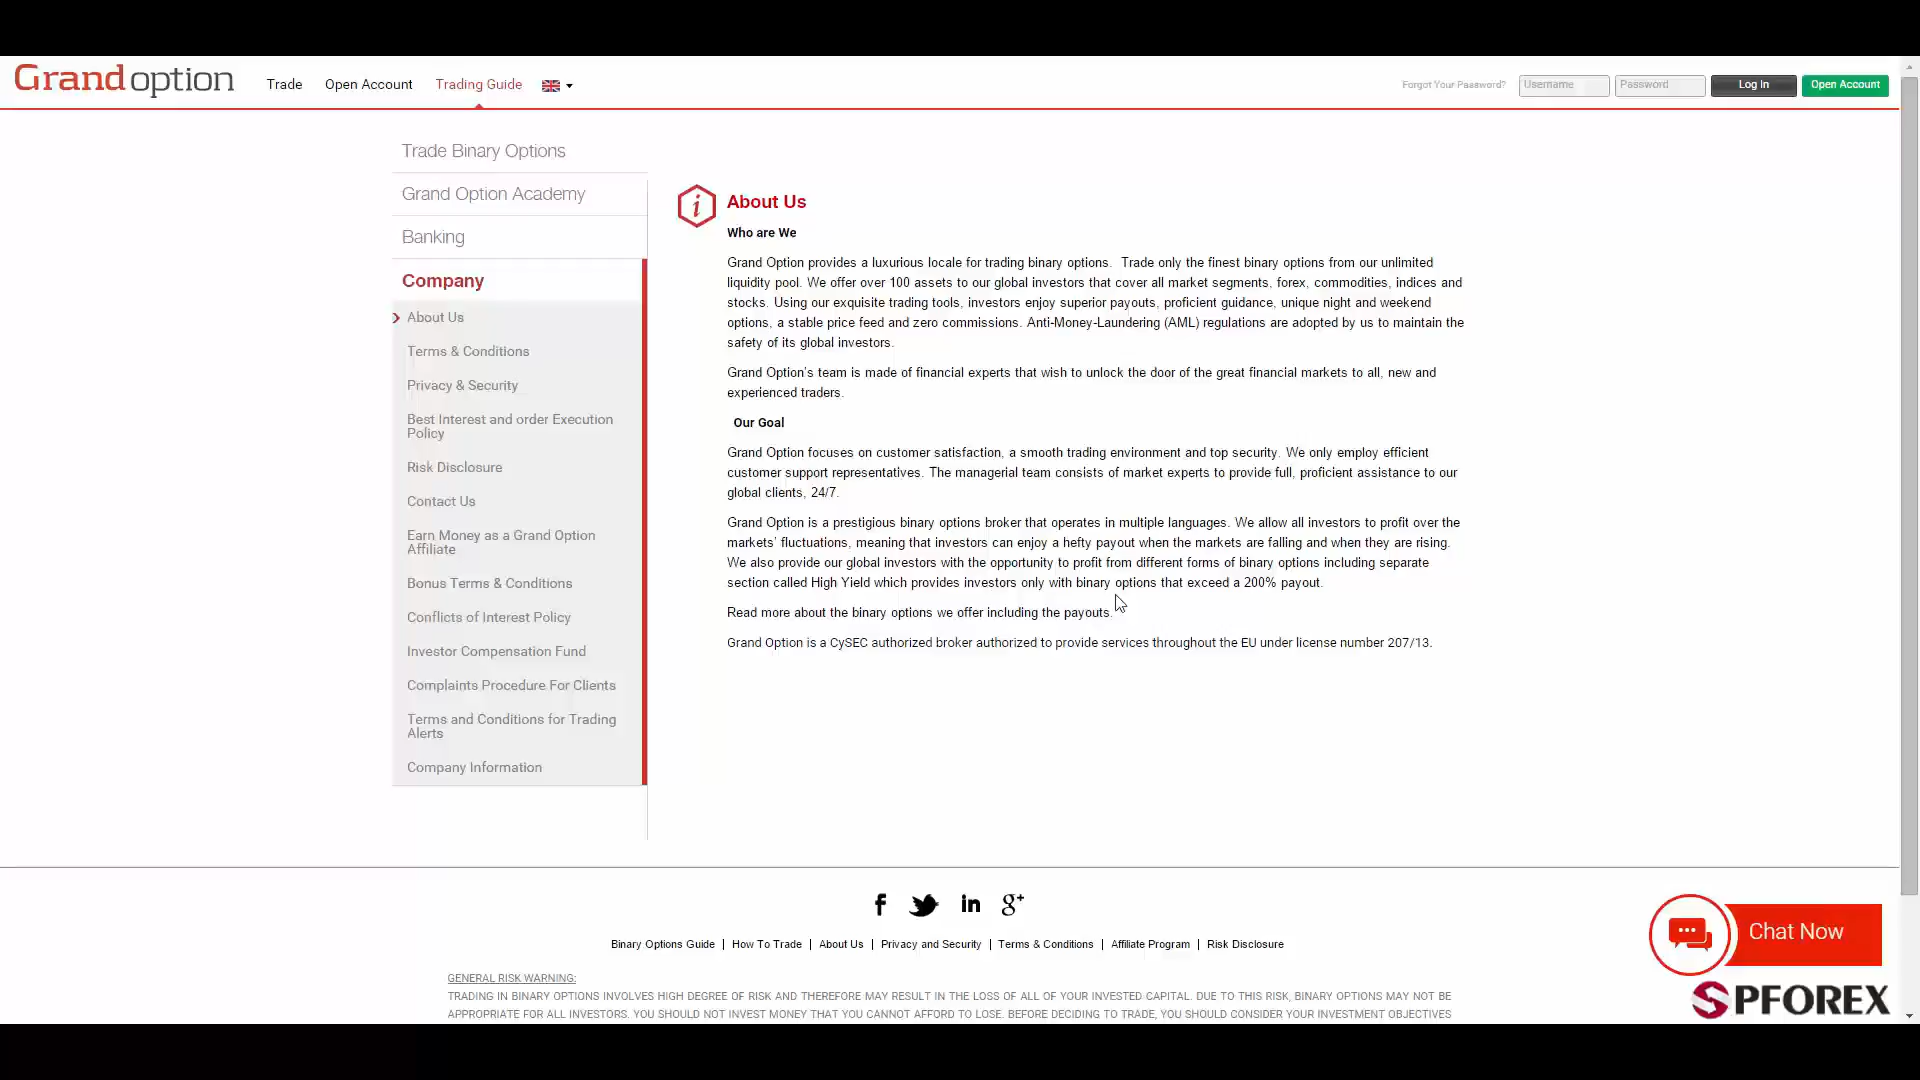 Grandoption
Trade
Open Account
Trading Guide
Forgot Your Password?
Username
Password
Log In
Open Account
Trade Binary Options
Grand Option Academy
Banking
Company
About Us
Terms & Conditions
Privacy & Security
Best Interest and order Execution
Policy
Risk Disclosure
Contact Us
Earn Money as a Grand Option
Affiliate
Bonus Terms & Conditions
Conflicts of Interest Policy
Investor Compensation Fund
Complaints Procedure For Clients
Terms and Conditions for Trading
Alerts
Company Information
i
About Us
Who are We
Grand Option provides a luxurious locale for trading binary options.  Trade only the finest binary options from our unlimited
liquidity pool. We offer over 100 assets to our global investors that cover all market segments, forex, commodities, indices and
stocks. Using our exquisite trading tools, investors enjoy superior payouts, proficient guidance, unique night and weekend
options, a stable price feed and zero commissions. Anti-Money-Laundering (AML) regulations are adopted by us to maintain the
safety of its global investors.
Grand Option's team is made of financial experts that wish to unlock the door of the great financial markets to all, new and
experienced traders.
Our Goal
Grand Option focuses on customer satisfaction, a smooth trading environment and top security. We only employ efficient
customer support representatives. The managerial team consists of market experts to provide full, proficient assistance to our
global clients, 24/7.
Grand Option is a prestigious binary options broker that operates in multiple languages. We allow all investors to profit over the
markets' fluctuations, meaning that investors can enjoy a hefty payout when the markets are falling and when they are rising.
We also provide our global investors with the opportunity to profit from different forms of binary options including separate
section called High Yield which provides investors only with binary options that exceed a 200% payout.
Read more about the binary options we offer including the payouts.
Grand Option is a CySEC authorized broker authorized to provide services throughout the EU under license number 207/13.
f
in
g+
Binary Options Guide | How To Trade | About Us | Privacy and Security | Terms & Conditions | Affiliate Program | Risk Disclosure
Chat Now
GENERAL RISK WARNING:
TRADING IN BINARY OPTIONS INVOLVES HIGH DEGREE OF RISK AND THEREFORE MAY RESULT IN THE LOSS OF ALL OF YOUR INVESTED CAPITAL. DUE TO THIS RISK, BINARY OPTIONS MAY NOT BE
APPROPRIATE FOR ALL INVESTORS. YOU SHOULD NOT INVEST MONEY THAT YOU CANNOT AFFORD TO LOSE. BEFORE DECIDING TO TRADE, YOU SHOULD CONSIDER YOUR INVESTMENT OBJECTIVES
SPFOREX